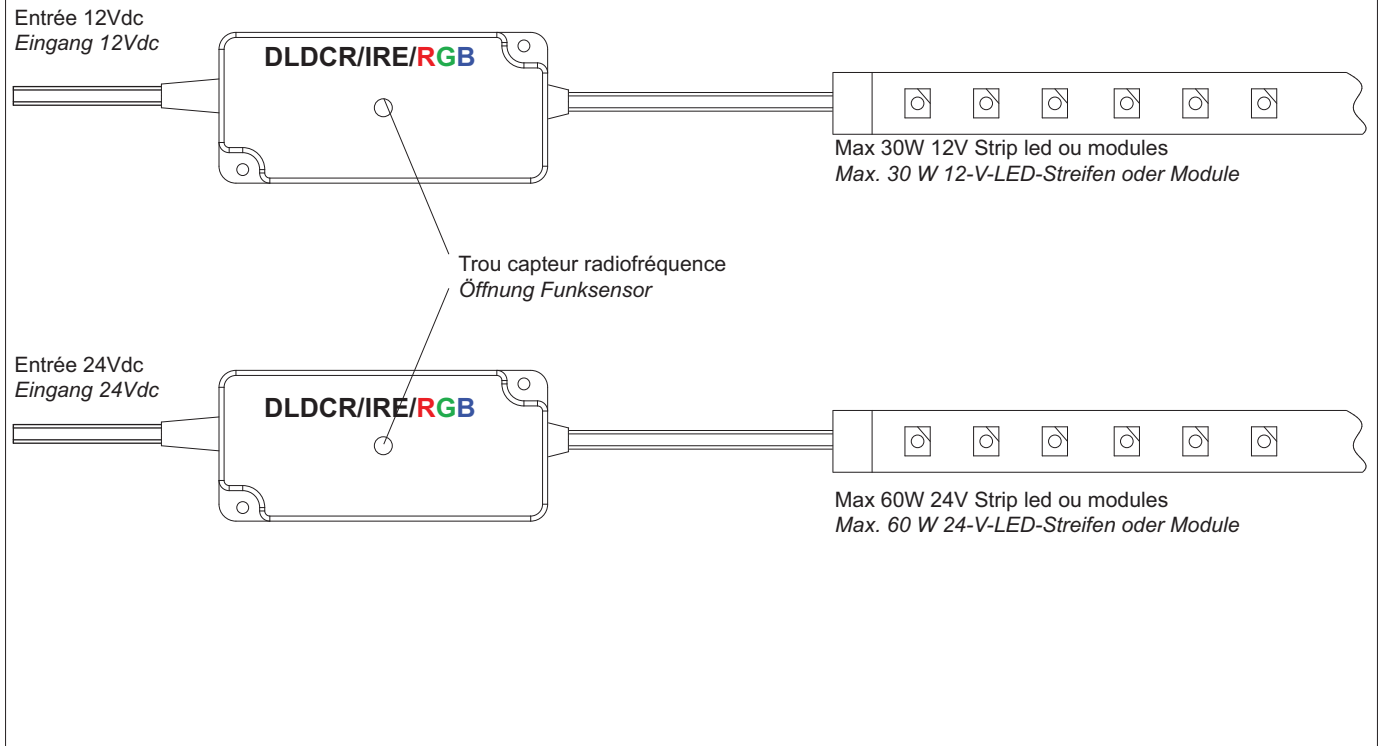 Entrée 12Vdc
Eingang 12Vdc
DLDCR/IRE/RGB
Max 30W 12V Strip led ou modules
Max. 30 W 12-V-LED-Streifen oder Module
Trou capteur radiofréquence
Öffnung Funksensor
Entrée 24Vdc
Eingang 24Vdc
DLDCR/IRE/RGB
Max 60W 24V Strip led ou modules
Max. 60 W 24-V-LED-Streifen oder Module